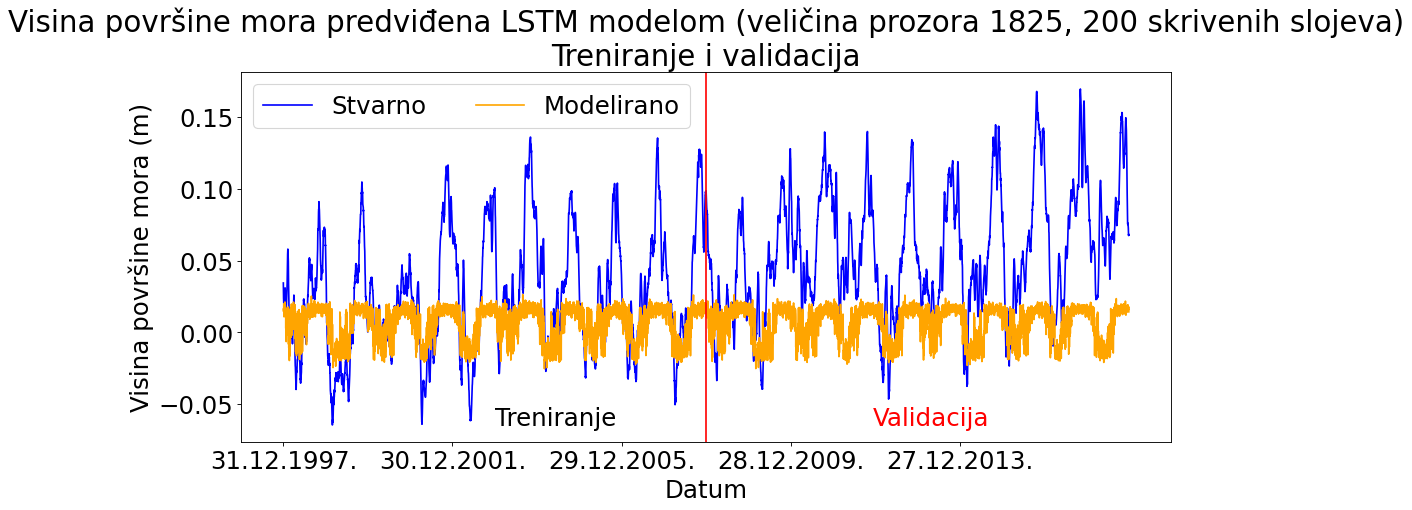 Visina površine mora predviđena LSTM modelom (veličina prozora 1825, 200 skrivenih slojeva)
Treniranje i validacija
Stvarno
Modelirano
Visina površine mora (m)
0.15
0.10
0.05
0.00
−0.05
Treniranje
Validacija
31.12.1997.
30.12.2001.
29.12.2005.
28.12.2009.
27.12.2013.
Datum